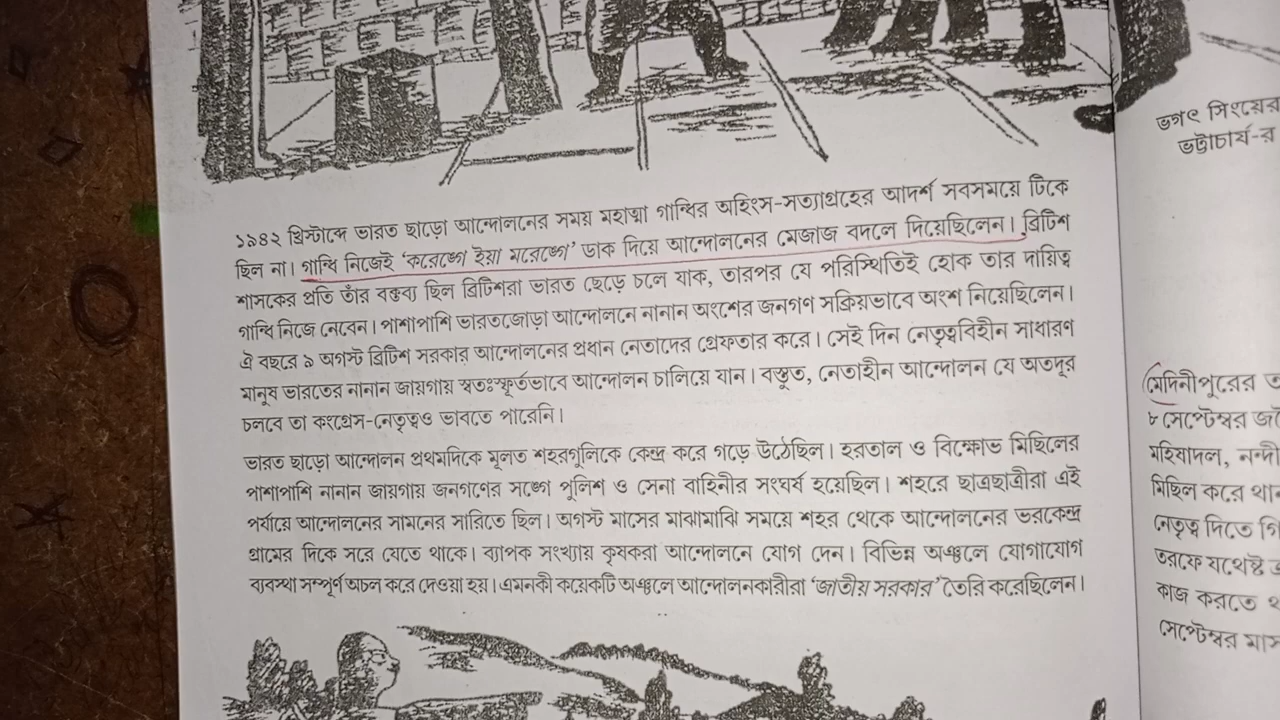 ১৯৪২ খ্রিস্টাব্দে ভারত ছাড়ো আন্দোলনের সময় মহাত্মা গান্ধির অহিংস-সত্যাগ্রহের আদর্শ সবসময়ে টিকে
ছিল না। গান্ধি নিজেই ‘করেঙ্গে ইয়া মরেঙ্গে’ ডাক দিয়ে আন্দোলনের মেজাজ বদলে দিয়েছিলেন। ব্রিটিশ
শাসকের প্রতি তাঁর বক্তব্য ছিল ব্রিটিশরা ভারত ছেড়ে চলে যাক, তারপর যে পরিস্থিতিই হোক তার দায়িত্ব
গান্ধি নিজে নেবেন। পাশাপাশি ভারতজোড়া আন্দোলনে নানান অংশের জনগণ সক্রিয়ভাবে অংশ নিয়েছিলেন।
ঐ বছরে ৯ অগস্ট ব্রিটিশ সরকার আন্দোলনের প্রধান নেতাদের গ্রেফতার করে। সেই দিন নেতৃত্ববিহীন সাধারণ
মানুষ ভারতের নানান জায়গায় স্বতঃস্ফূর্তভাবে আন্দোলন চালিয়ে যান। বস্তুত, নেতাহীন আন্দোলন যে অতদূর
চলবে তা কংগ্রেস-নেতৃত্বও ভাবতে পারেনি।
ভারত ছাড়ো আন্দোলন প্রথমদিকে মূলত শহরগুলিকে কেন্দ্র করে গড়ে উঠেছিল। হরতাল ও বিক্ষোভ মিছিলের
পাশাপাশি নানান জায়গায় জনগণের সঙ্গে পুলিশ ও সেনা বাহিনীর সংঘর্ষ হয়েছিল। শহরে ছাত্রছাত্রীরা এই
পর্যায়ে আন্দোলনের সামনের সারিতে ছিল। অগস্ট মাসের মাঝামাঝি সময়ে শহর থেকে আন্দোলনের ভরকেন্দ্র
গ্রামের দিকে সরে যেতে থাকে। ব্যাপক সংখ্যায় কৃষকরা আন্দোলনে যোগ দেন। বিভিন্ন অঞ্চলে যোগাযোগ
ব্যবস্থা সম্পূর্ণ অচল করে দেওয়া হয়। এমনকী কয়েকটি অঞ্চলে আন্দোলনকারীরা ‘জাতীয় সরকার’ তৈরি করেছিলেন।
ভগৎ সিংয়ের
ভট্টাচার্য-র
মেদিনীপুরের
৮ সেপ্টেম্বর
মহিষাদল,
মিছিল করে
নেতৃত্ব দিতে
তরফে যথেষ্ট
কাজ করতে
সেপ্টেম্বর